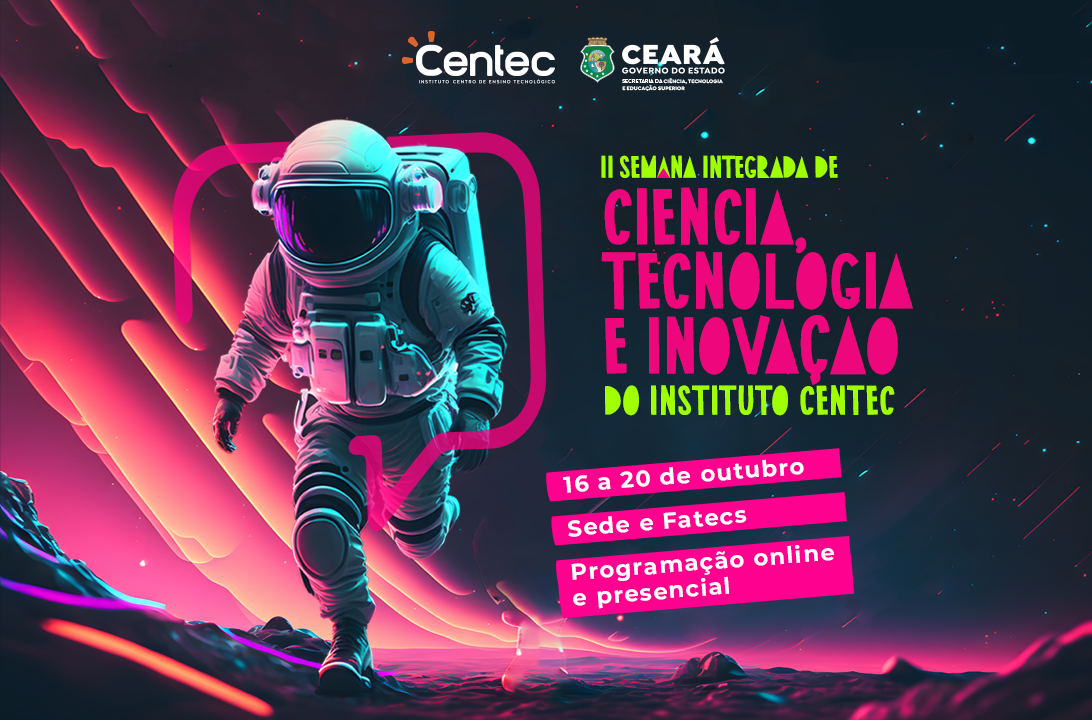 Centec
INSTITUTO CENTRO DE ENSINO TECNOLÓGICO
CEARÁ
GOVERNO DO ESTADO
SECRETARIA DA CIÊNCIA, TECNOLOGIA
E EDUCAÇÃO SUPERIOR
II SEMANA INTEGRADA DE
CIENCIA,
TECNOLOGIA
E INOVAÇAO
DO INSTITUTO CENTEC
16 a 20 de outubro
Sede e Fatecs
Programação online
e presencial